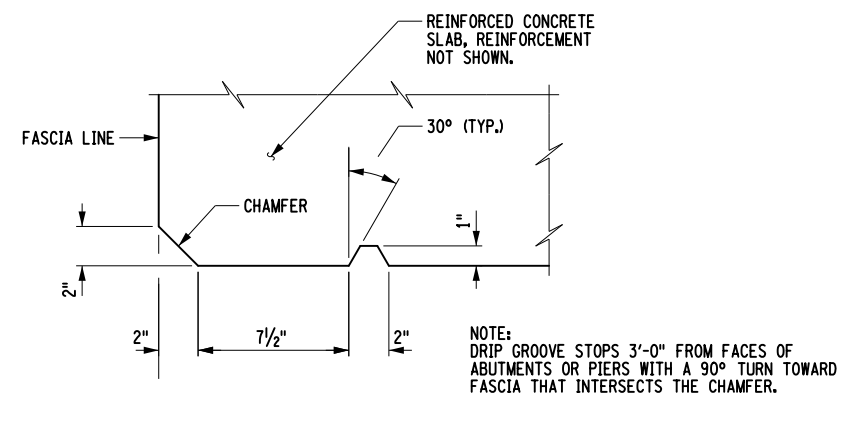 REINFORCED CONCRETE
SLAB, REINFORCEMENT
NOT SHOWN.
30° (TYP.)
FASCIA LINE
CHAMFER
1"
2"
2"
7½"
2"
NOTE:
DRIP GROOVE STOPS 3'-0" FROM FACES OF
ABUTMENTS OR PIERS WITH A 90° TURN TOWARD
FASCIA THAT INTERSECTS THE CHAMFER.